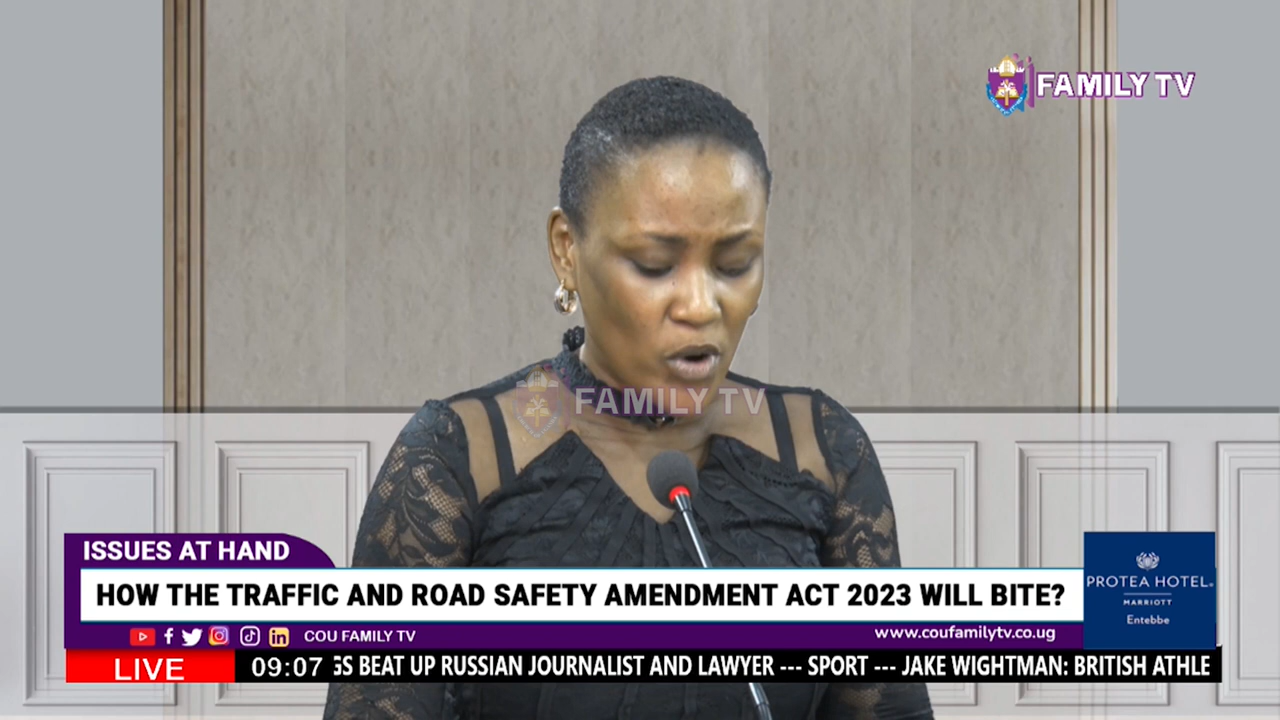 FAMILY TV
FAMILY TV
ISSUES AT HAND
HOW THE TRAFFIC AND ROAD SAFETY AMENDMENT ACT 2023 WILL BITE?
PROTEA HOTEL.
MARRIOTT
Entebbe
COU FAMILY TV
www.coufamilytv.co.ug
LIVE
09:07 GS BEAT UP RUSSIAN JOURNALIST AND LAWYER --- SPORT --- JAKE WIGHTMAN: BRITISH ATHLE